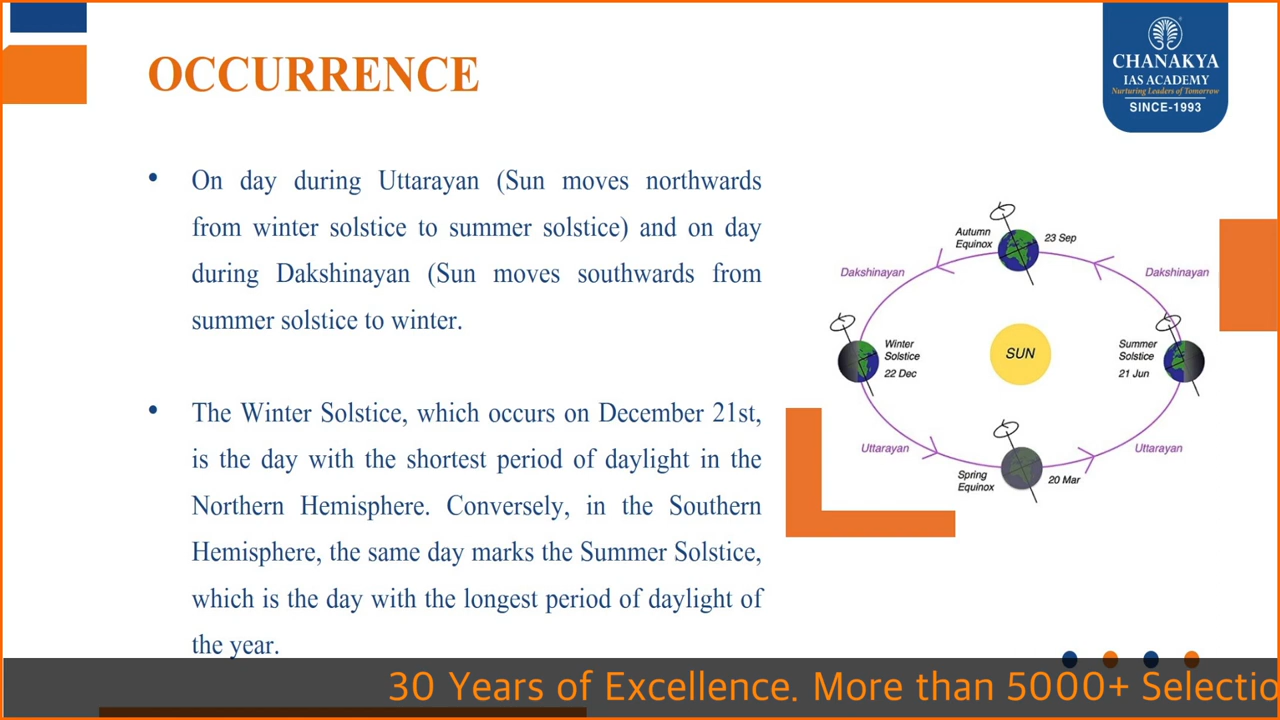 OCCURRENCE
CHANAKYA
IAS ACADEMY
Nurturing Leaders of Tomorrow
SINCE-1993
• On day during Uttarayan (Sun moves northwards
from winter solstice to summer solstice) and on day
during Dakshinayan (Sun moves southwards from
summer solstice to winter.
• The Winter Solstice, which occurs on December 21st,
is the day with the shortest period of daylight in the
Northern Hemisphere. Conversely, in the Southern
Hemisphere, the same day marks the Summer Solstice,
which is the day with the longest period of daylight of
the year.
Autumn
Equinox
23 Sep
Dakshinayan
Dakshinayan
Winter
Solstice
22 Dec
SUN
Summer
Solstice
21 Jun
Uttarayan
Uttarayan
Spring
Equinox
20 Mar
30 Years of Excellence. More than 5000+ Selectio